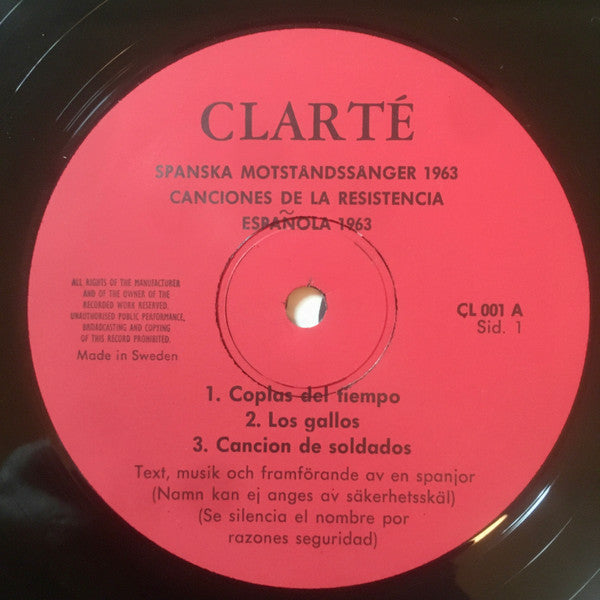 CLARTÉ
SPANSKA MOTSTANDSSANGER 1963
CANCIONES DE LA RESISTENCIA
ESPAÑOLA 1963
ALL RIGHTS OF THE MANUFACTURER
AND OF THE OWNER OF THE
RECORDED WORK RESERVED.
UNAUTHORISED PUBLIC PERFORMANCE,
BROADCASTING AND COPYING
OF THIS RECORD PROHIBITED.
Made in Sweden
CL 001 A
Sid. 1
1. Coplas del tiempo
2. Los gallos
3. Cancion de soldados
Text, musik och framförande av en spanjor
(Namn kan ej anges av säkerhetsskäl)
(Se silencia el nombre por
razones seguridad)